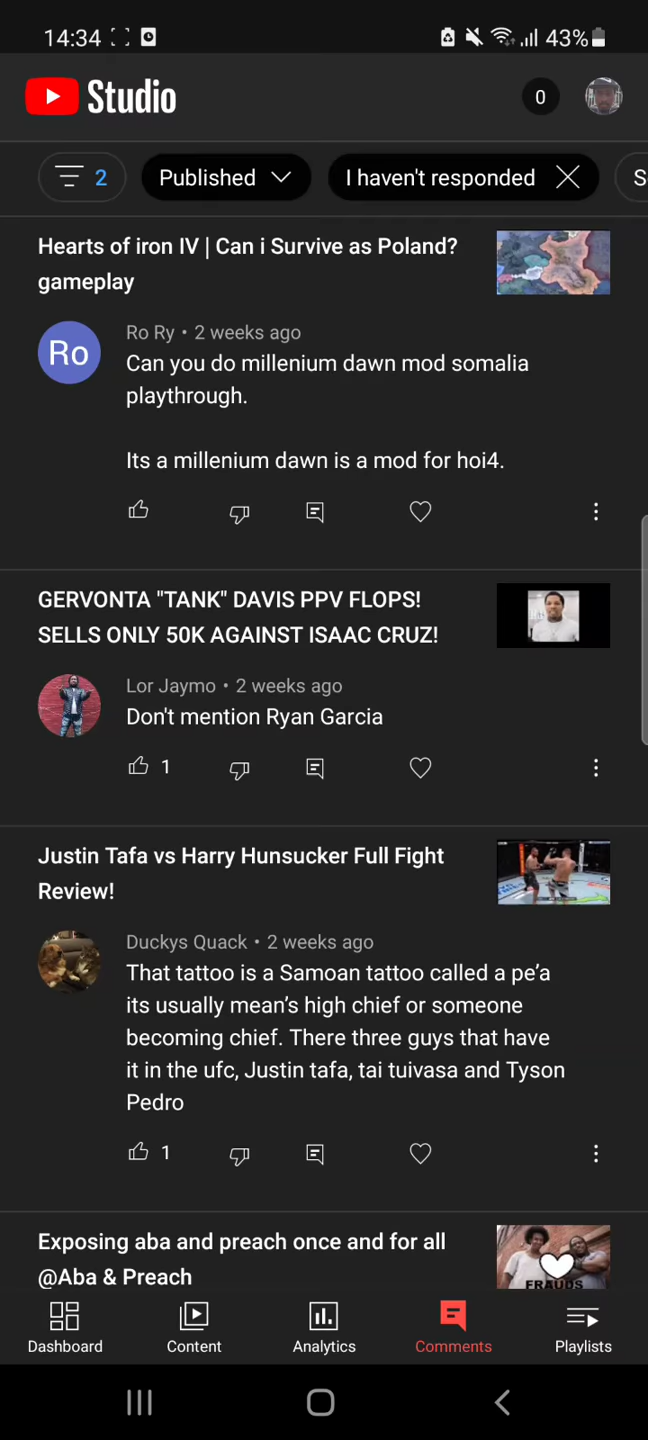 14:34
43%
Studio
0
2
Published
I haven't responded
S
Hearts of iron IV | Can i Survive as Poland?
gameplay
Ro
Ro Ry • 2 weeks ago
Can you do millenium dawn mod somalia
playthrough.
Its a millenium dawn is a mod for hoi4.
GERVONTA "TANK" DAVIS PPV FLOPS!
SELLS ONLY 50K AGAINST ISAAC CRUZ!
Lor Jaymo • 2 weeks ago
Don't mention Ryan Garcia
1
Justin Tafa vs Harry Hunsucker Full Fight
Review!
Duckys Quack • 2 weeks ago
That tattoo is a Samoan tattoo called a pe’a
its usually mean’s high chief or someone
becoming chief. There three guys that have
it in the ufc, Justin tafa, tai tuivasa and Tyson
Pedro
1
Exposing aba and preach once and for all
@Aba & Preach
FRAUDS
Dashboard
Content
Analytics
Comments
Playlists